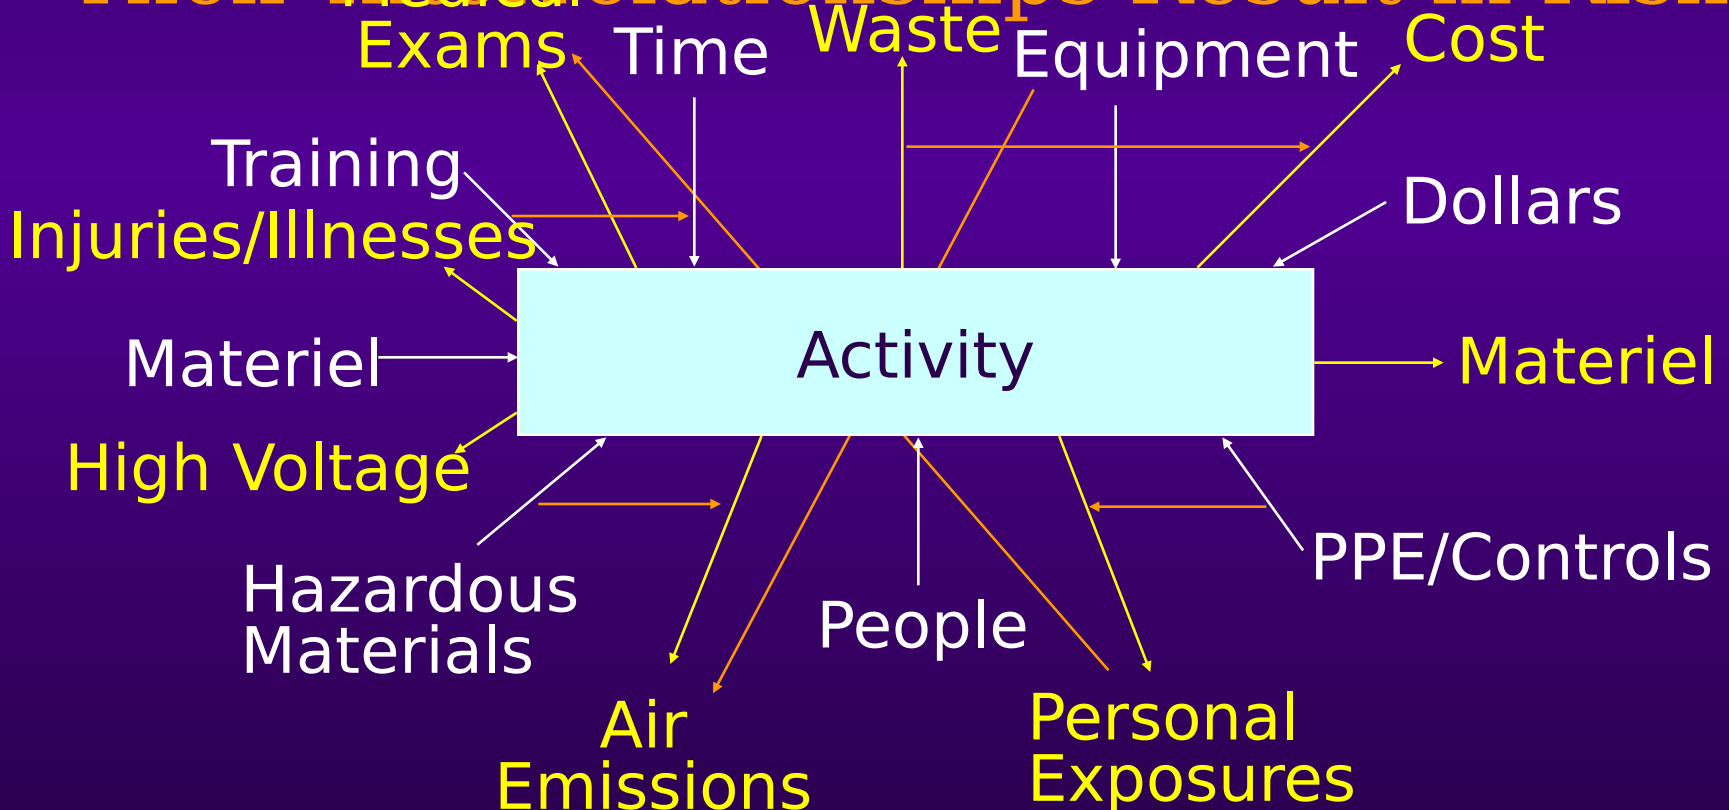 Medical
Exams
Time
Waste
Equipment
Cost
Training
Injuries/Illnesses
Dollars
Materiel
Activity
Materiel
High Voltage
Hazardous
Materials
People
PPE/Controls
Air
Emissions
Personal
Exposures